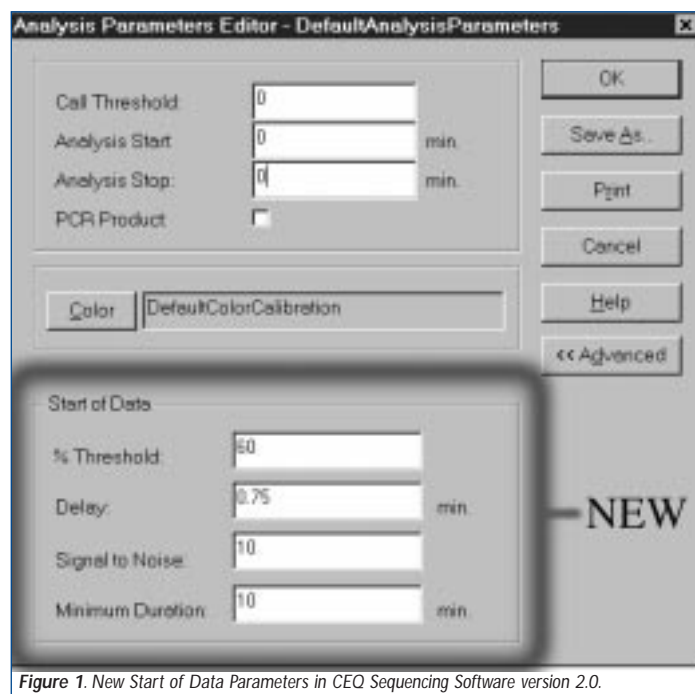 Analysis Parameters Editor - DefaultAnalysisParameters
Call Threshold: 0
Analysis Start 0 min.
Analysis Stop: 0 min.
PCR Product
OK
Save As..
Print
Cancel
Help
<< Advanced
Color DefaultColorCalibration
Start of Data
% Threshold: 60
Delay: 0.75 min.
Signal to Noise: 10
Minimum Duration: 10 min.
NEW
Figure 1. New Start of Data Parameters in CEQ Sequencing Software version 2.0.